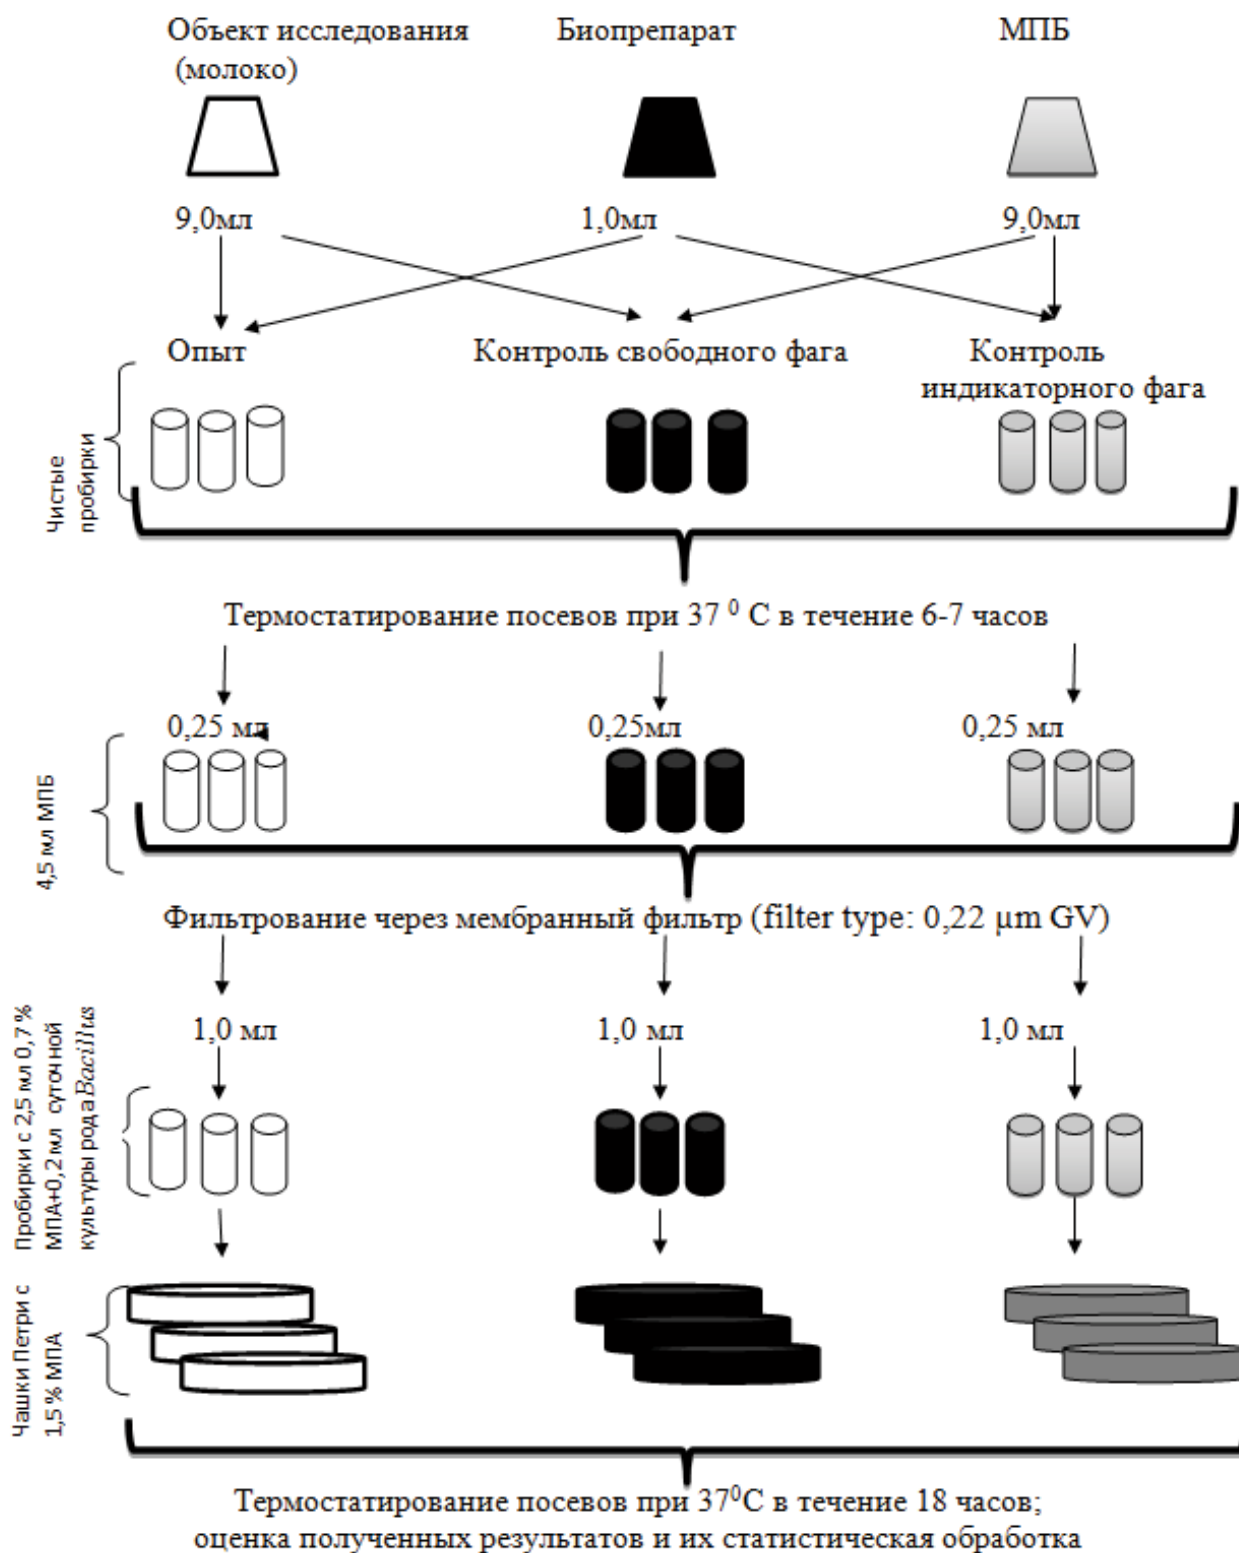 Объект исследования
(молоко)
Биопрепарат
МПБ
9,0мл
1,0мл
9,0мл
Опыт
Контроль свободного фага
Контроль
индикаторного фага
Чистые
пробирки
Термостатирование посевов при 37 ⁰ С в течение 6-7 часов
0,25 мл
0,25мл
0,25 мл
4,5 мл МПБ
Фильтрование через мембранный фильтр (filter type: 0,22 µm GV)
1,0 мл
1,0 мл
1,0 мл
Пробирки с 2,5 мл 0,7%
МПА+0,2 мл суточной
культуры рода Bacillus
Чашки Петри с
1,5 % МПА
Термостатирование посевов при 37⁰С в течение 18 часов;
оценка полученных результатов и их статистическая обработка